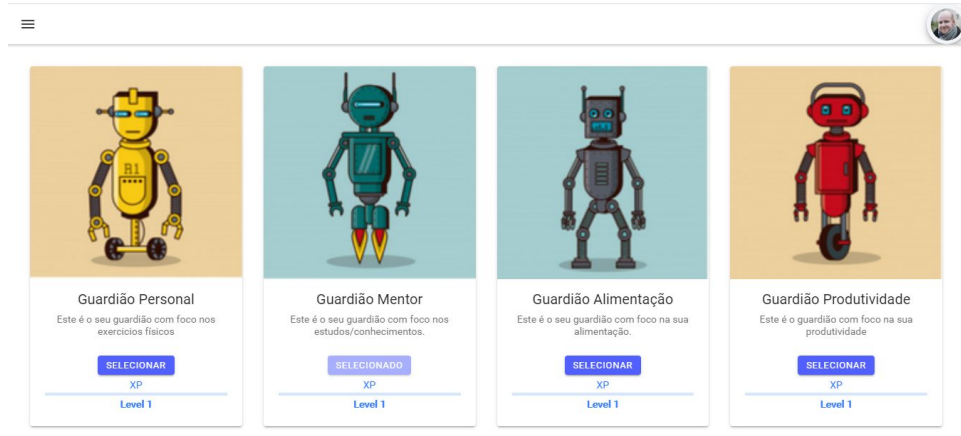 R1
Guardião Personal
Este é o seu guardião com foco nos
exercicios físicos
SELECIONAR
XP
Level 1
Guardião Mentor
Este é o seu guardião com foco nos
estudos/conhecimentos.
SELECIONADO
XP
Level 1
Guardião Alimentação
Este é o seu guardião com foco na sua
alimentação.
SELECIONAR
XP
Level 1
Guardião Produtividade
Este é o guardião com foco na sua
produtividade
SELECIONAR
XP
Level 1